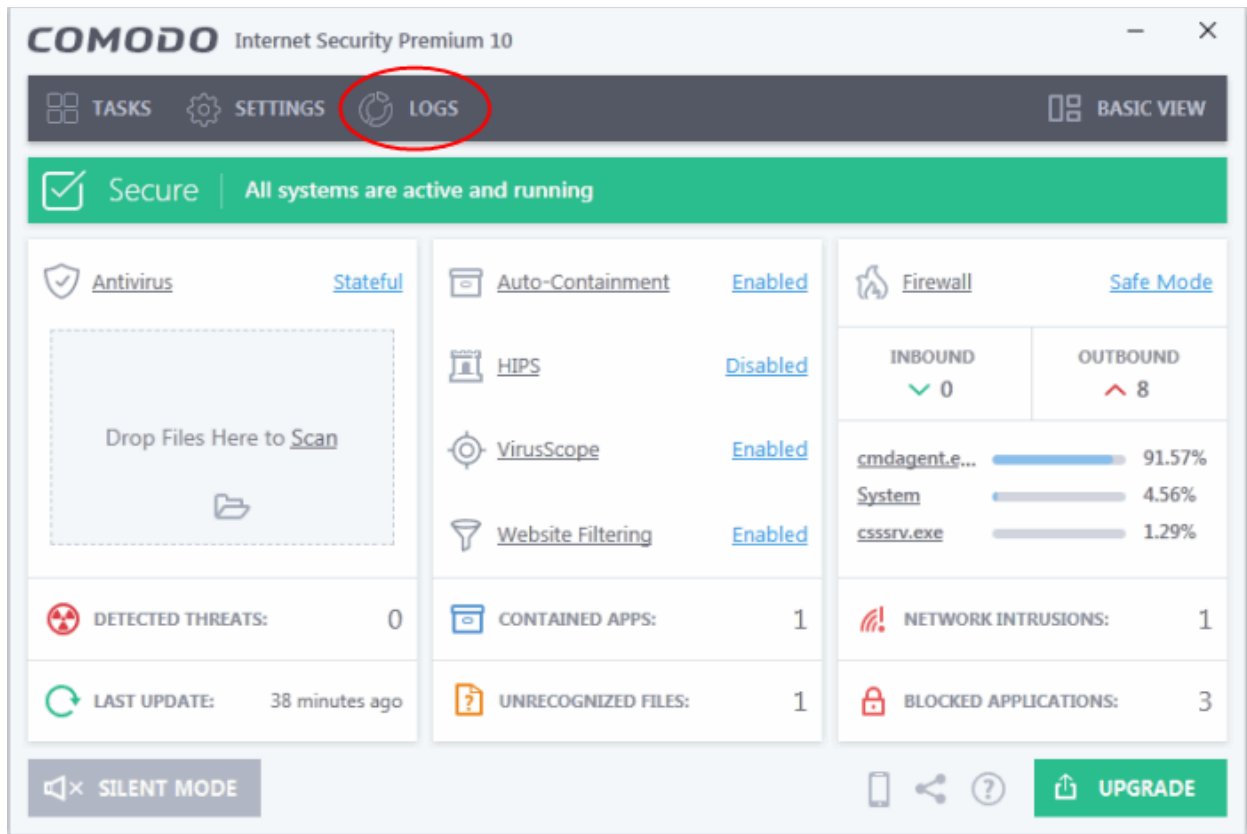 COMODO Internet Security Premium 10
TASKS SETTINGS LOGS BASIC VIEW
Secure All systems are active and running
Antivirus Stateful
Drop Files Here to Scan
DETECTED THREATS: 0
LAST UPDATE: 38 minutes ago
Auto-Containment Enabled
HIPS Disabled
VirusScope Enabled
Website Filtering Enabled
CONTAINED APPS: 1
UNRECOGNIZED FILES: 1
Firewall Safe Mode
INBOUND OUTBOUND
0 8
cmdagent.e... 91.57%
System 4.56%
csssrv.exe 1.29%
NETWORK INTRUSIONS: 1
BLOCKED APPLICATIONS: 3
SILENT MODE UPGRADE